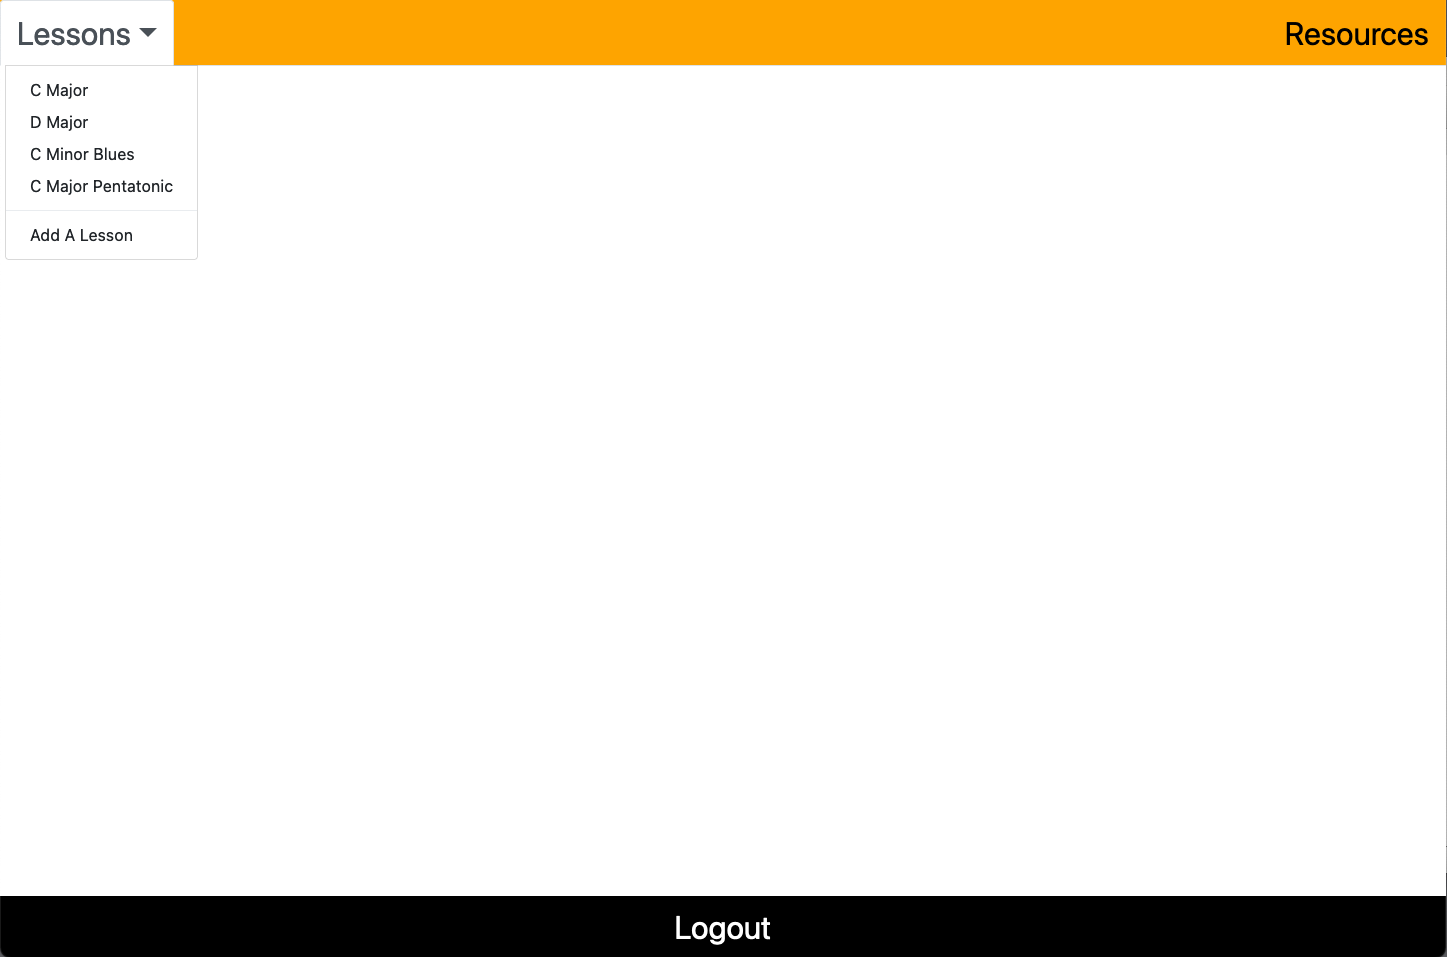 Lessons
Resources
C Major
D Major
C Minor Blues
C Major Pentatonic
Add A Lesson
Logout